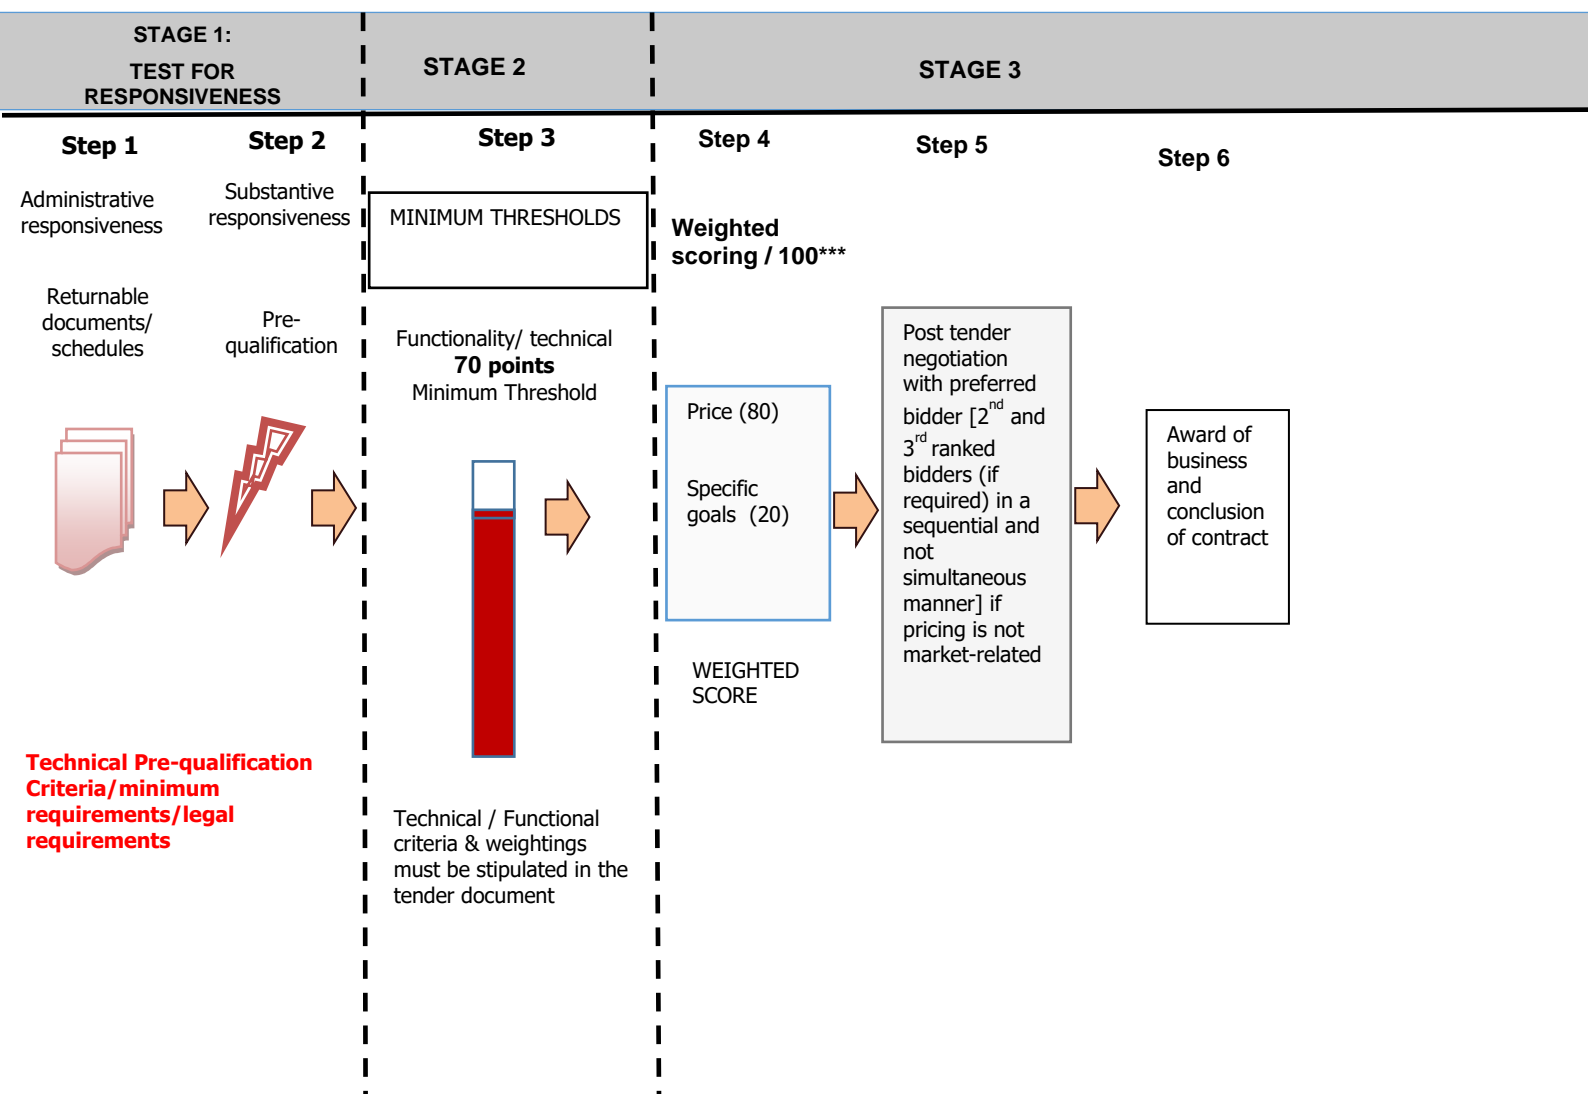 STAGE 1:
TEST FOR
RESPONSIVENESS
STAGE 2
STAGE 3
Step 1
Administrative
responsiveness
Returnable
documents/
schedules
Step 2
Substantive
responsiveness
Pre-
qualification
Technical Pre-qualification
Criteria/minimum
requirements/legal
requirements
Step 3
MINIMUM THRESHOLDS
Functionality/ technical
70 points
Minimum Threshold
Technical / Functional
criteria & weightings
must be stipulated in the
tender document
Step 4
Weighted
scoring / 100***
Price (80)
Specific
goals (20)
WEIGHTED
SCORE
Step 5
Post tender
negotiation
with preferred
bidder [2nd and
3rd ranked
bidders (if
required) in a
sequential and
not
simultaneous
manner] if
pricing is not
market-related
Step 6
Award of
business
and
conclusion
of contract